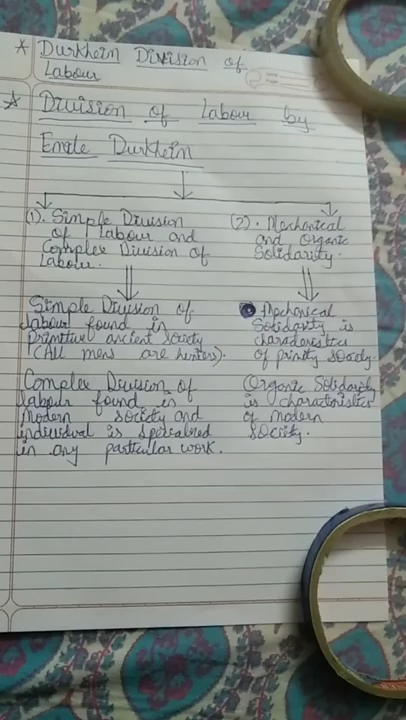 * Durkheim Division of
Labour
* Division of Labour by
Emile Durkheim
(1). Simple Division
of Labour and
Complex Division of
Labour.
(2). Mechanical
and Organic
Solidarity.
Simple Division of
labour found in
Primitive ancient society
(All mens are hunters).
Complex Division of
labour found in
Modern society and
individual is specialised
in any particular work.
Mechanical
Solidarity is
characteristics
of society.
Organic Solidarity
is characteristics
of modern
society.